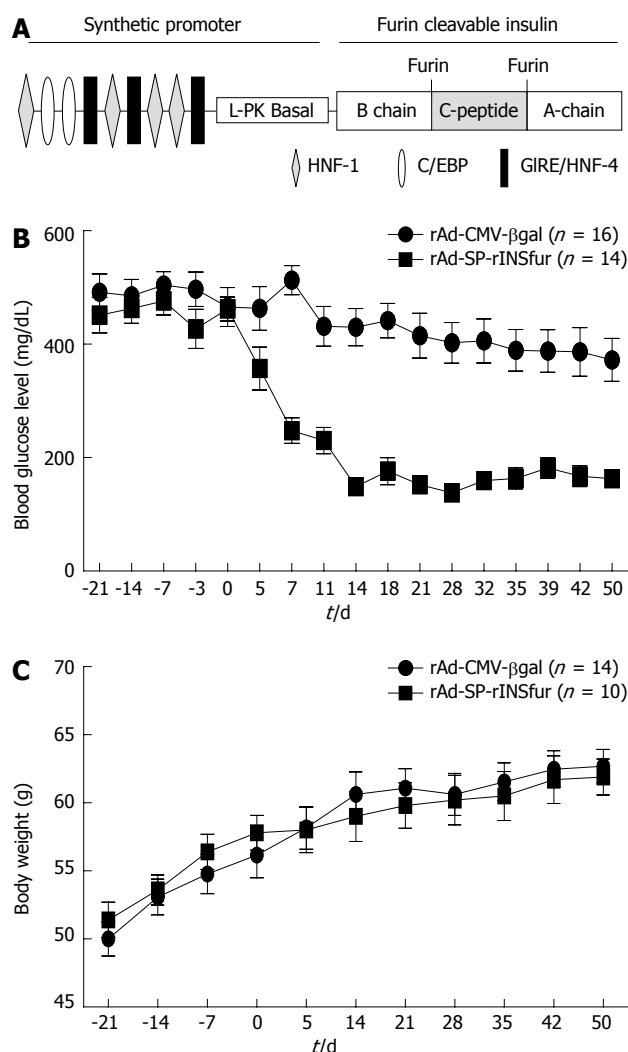 A
Synthetic promoter Furin cleavable insulin
Furin Furin
L-PK Basal B chain C-peptide A-chain
HNF-1 C/EBP GIRE/HNF-4
B
600
400
200
0
Blood glucose level (mg/dL)
rAd-CMV-βgal (n = 16)
rAd-SP-rINSfur (n = 14)
-21 -14 -7 -3 0 5 7 11 14 18 21 28 32 35 39 42 50
t/d
C
70
65
60
55
50
45
Body weight (g)
rAd-CMV-βgal (n = 14)
rAd-SP-rINSfur (n = 10)
-21 -14 -7 0 5 14 21 28 35 42 50
t/d